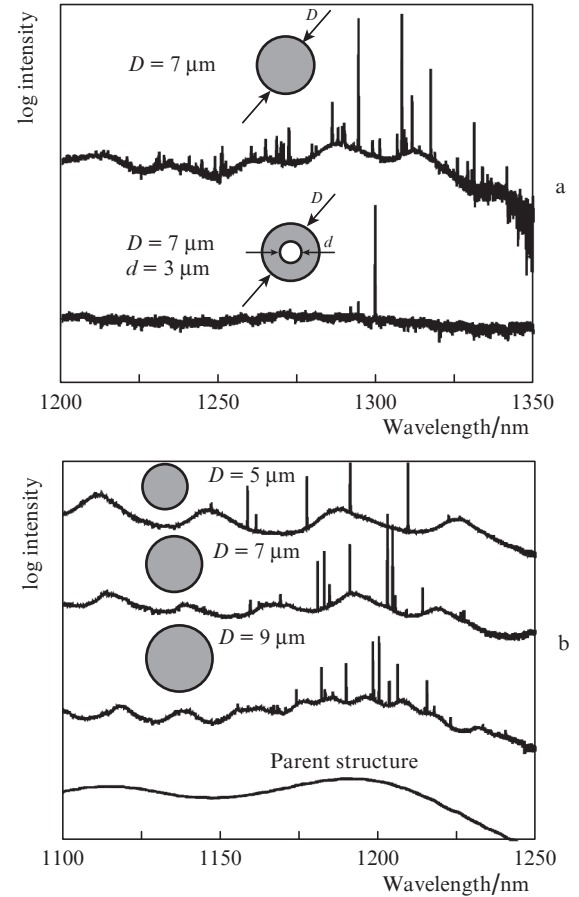 log intensity
D = 7 μm
D
D = 7 μm
d = 3 μm
D
d
a
1200 1250 1300 1350
Wavelength/nm
log intensity
D = 5 μm
D = 7 μm
D = 9 μm
b
Parent structure
1100 1150 1200 1250
Wavelength/nm